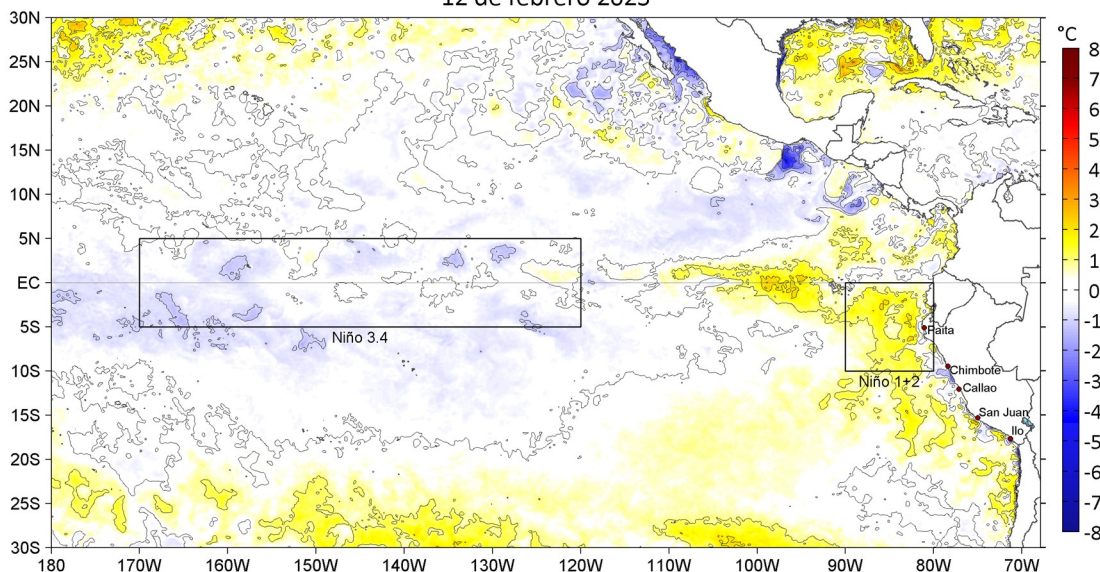 12 de febrero 2025
30N
25N
20N
15N
10N
5N
EC
5S
10S
15S
20S
25S
30S
180
170W
160W
150W
140W
130W
120W
110W
100W
90W
80W
70W
Niño 3.4
Niño 1+2
Paita
Chimbote
Callao
San Juan
Ilo
°C
8
7
6
5
4
3
2
1
0
-1
-2
-3
-4
-5
-6
-7
-8